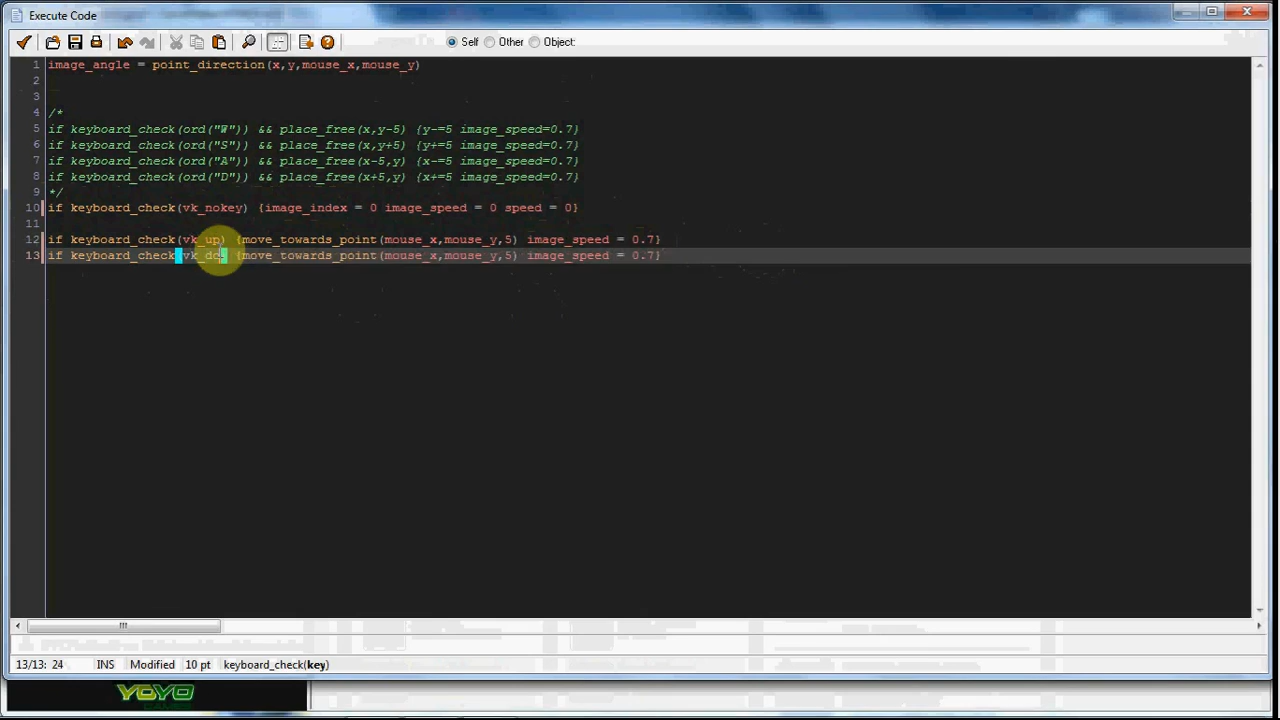 Execute Code
Self Other Object:
1 image_angle = point_direction(x,y,mouse_x,mouse_y)
2
3
4 /*
5 if keyboard_check(ord("W")) && place_free(x,y-5) {y-=5 image_speed=0.7}
6 if keyboard_check(ord("S")) && place_free(x,y+5) {y+=5 image_speed=0.7}
7 if keyboard_check(ord("A")) && place_free(x-5,y) {x-=5 image_speed=0.7}
8 if keyboard_check(ord("D")) && place_free(x+5,y) {x+=5 image_speed=0.7}
9 */
10 if keyboard_check(vk_nokey) {image_index = 0 image_speed = 0 speed = 0}
11
12 if keyboard_check(vk_up) {move_towards_point(mouse_x,mouse_y,5) image_speed = 0.7}
13 if keyboard_check(vk_do) {move_towards_point(mouse_x,mouse_y,5) image_speed = 0.7}
13/13: 24 INS Modified 10 pt keyboard_check(key)
YOYO
GAMES